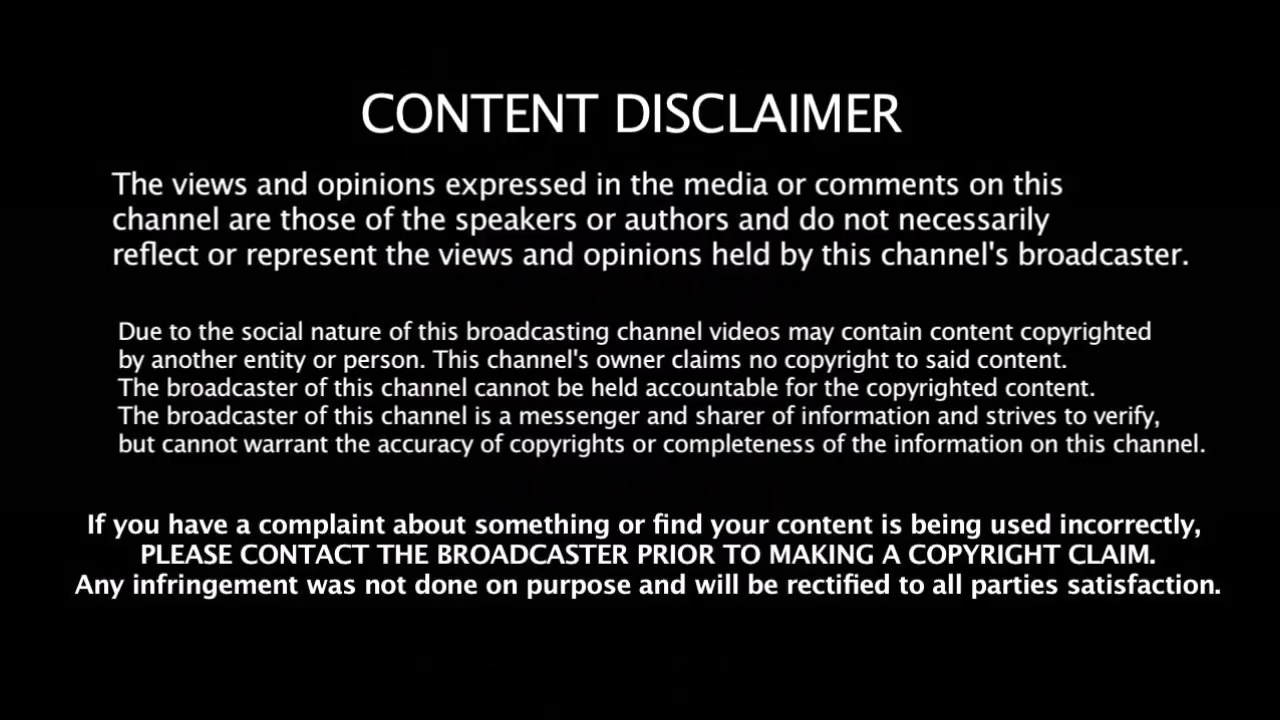 CONTENT DISCLAIMER
The views and opinions expressed in the media or comments on this
channel are those of the speakers or authors and do not necessarily
reflect or represent the views and opinions held by this channel's broadcaster.
Due to the social nature of this broadcasting channel videos may contain content copyrighted
by another entity or person. This channel's owner claims no copyright to said content.
The broadcaster of this channel cannot be held accountable for the copyrighted content.
The broadcaster of this channel is a messenger and sharer of information and strives to verify,
but cannot warrant the accuracy of copyrights or completeness of the information on this channel.
If you have a complaint about something or find your content is being used incorrectly,
PLEASE CONTACT THE BROADCASTER PRIOR TO MAKING A COPYRIGHT CLAIM.
Any infringement was not done on purpose and will be rectified to all parties satisfaction.